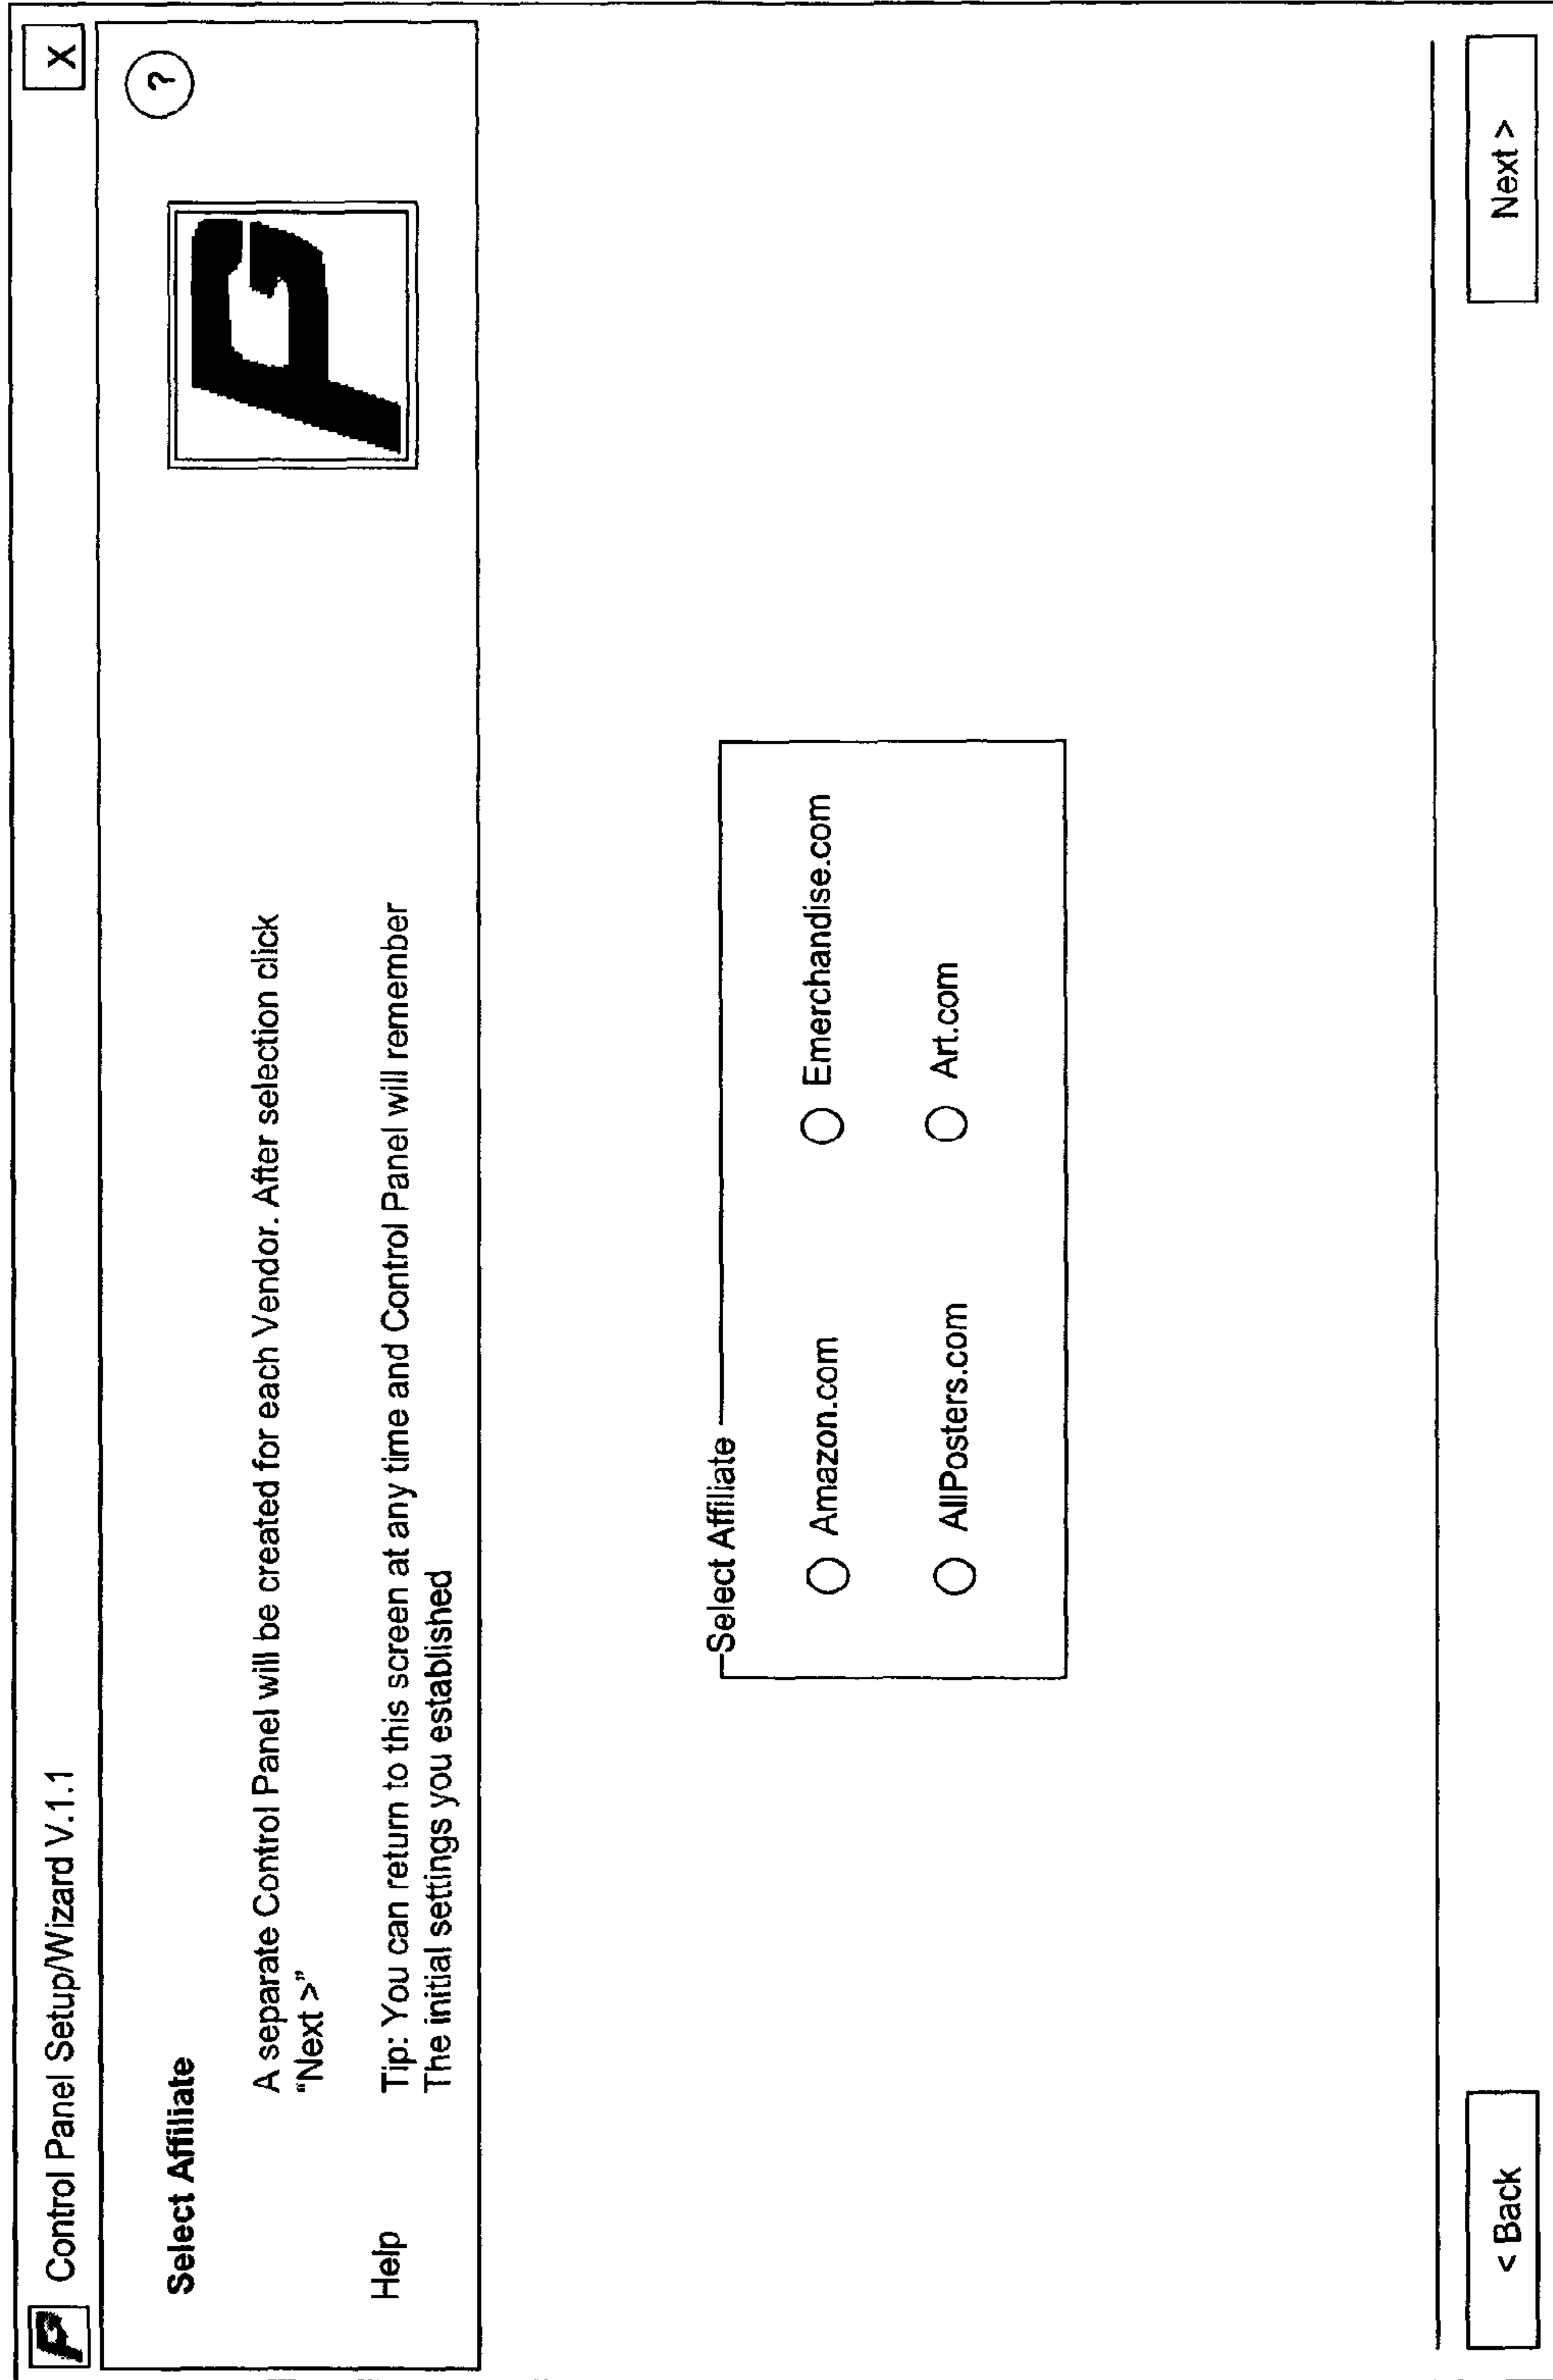 Control Panel Setup/Wizard V.1.1
X
Select Affiliate
?
A separate Control Panel will be created for each Vendor. After selection click
“Next >”
Help
Tip: You can return to this screen at any time and Control Panel will remember
The initial settings you established
Select Affiliate
Amazon.com
Emerchandise.com
AllPosters.com
Art.com
< Back
Next >